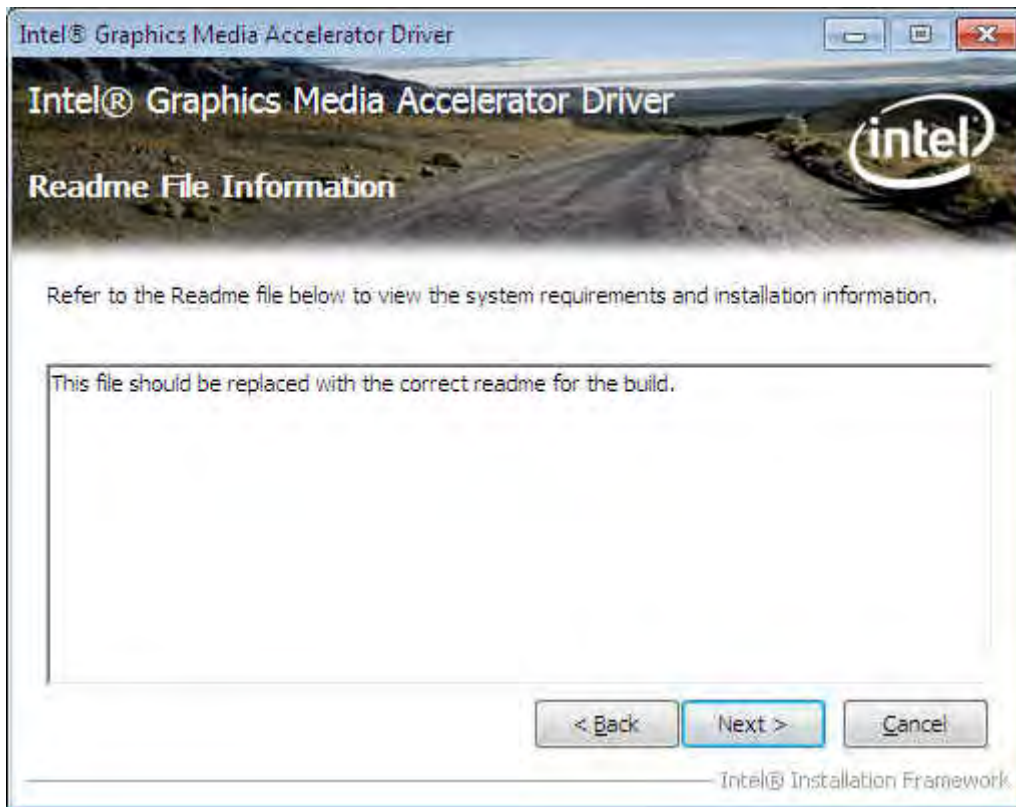 Intel® Graphics Media Accelerator Driver
Intel® Graphics Media Accelerator Driver
intel
Readme File Information
Refer to the Readme file below to view the system requirements and installation information.
This file should be replaced with the correct readme for the build.
< Back Next > Cancel
Intel® Installation Framework